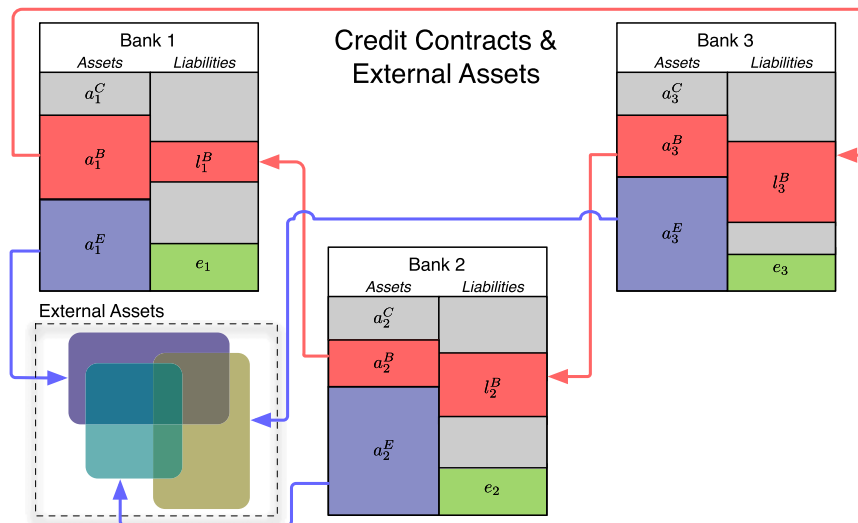 Credit Contracts &
External Assets
Bank 1
Assets Liabilities
a_1^C
a_1^B
l_1^B
a_1^E
e_1
Bank 3
Assets Liabilities
a_3^C
a_3^B
l_3^B
a_3^E
e_3
Bank 2
Assets Liabilities
a_2^C
a_2^B
l_2^B
a_2^E
e_2
External Assets